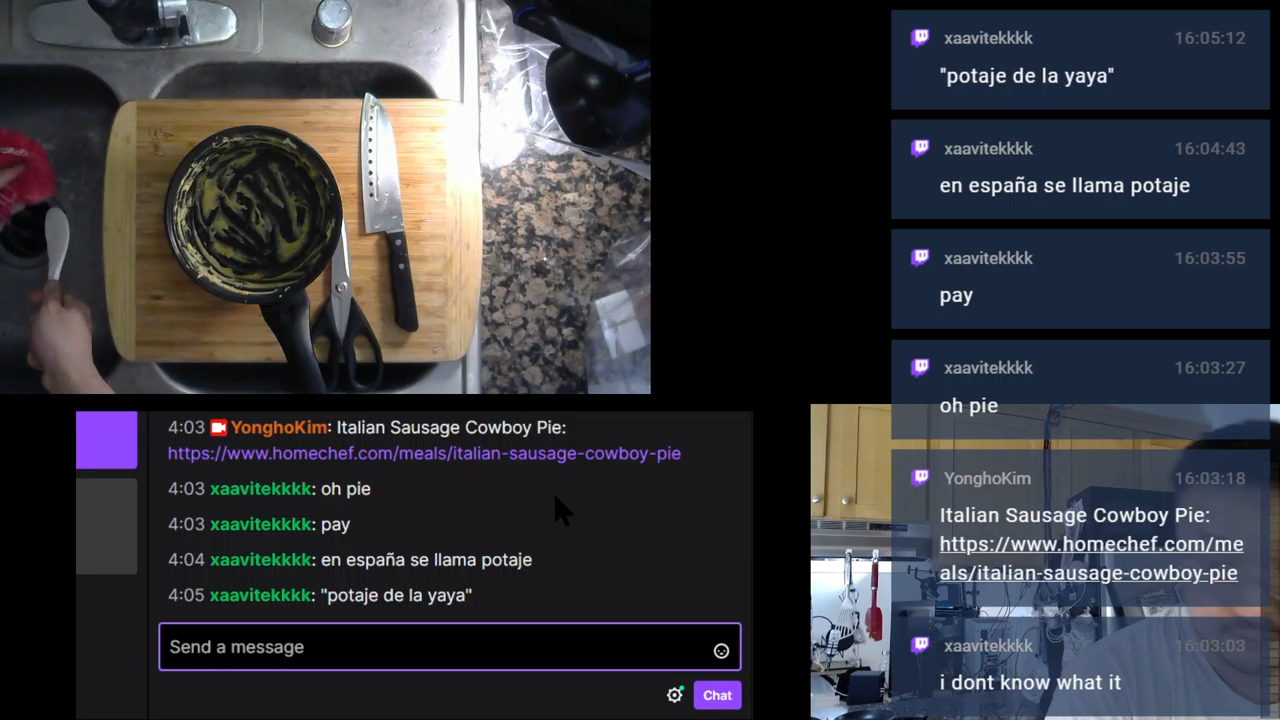 4:03 YonghoKim: Italian Sausage Cowboy Pie:
https://www.homechef.com/meals/italian-sausage-cowboy-pie
4:03 xaavitekkkk: oh pie
4:03 xaavitekkkk: pay
4:04 xaavitekkkk: en españa se llama potaje
4:05 xaavitekkkk: "potaje de la yaya"
Send a message
Chat
xaavitekkkk 16:05:12
"potaje de la yaya"
xaavitekkkk 16:04:43
en españa se llama potaje
xaavitekkkk 16:03:55
pay
xaavitekkkk 16:03:27
oh pie
YonghoKim 16:03:18
Italian Sausage Cowboy Pie:
https://www.homechef.com/me
als/italian-sausage-cowboy-pie
xaavitekkkk 16:03:03
i dont know what it